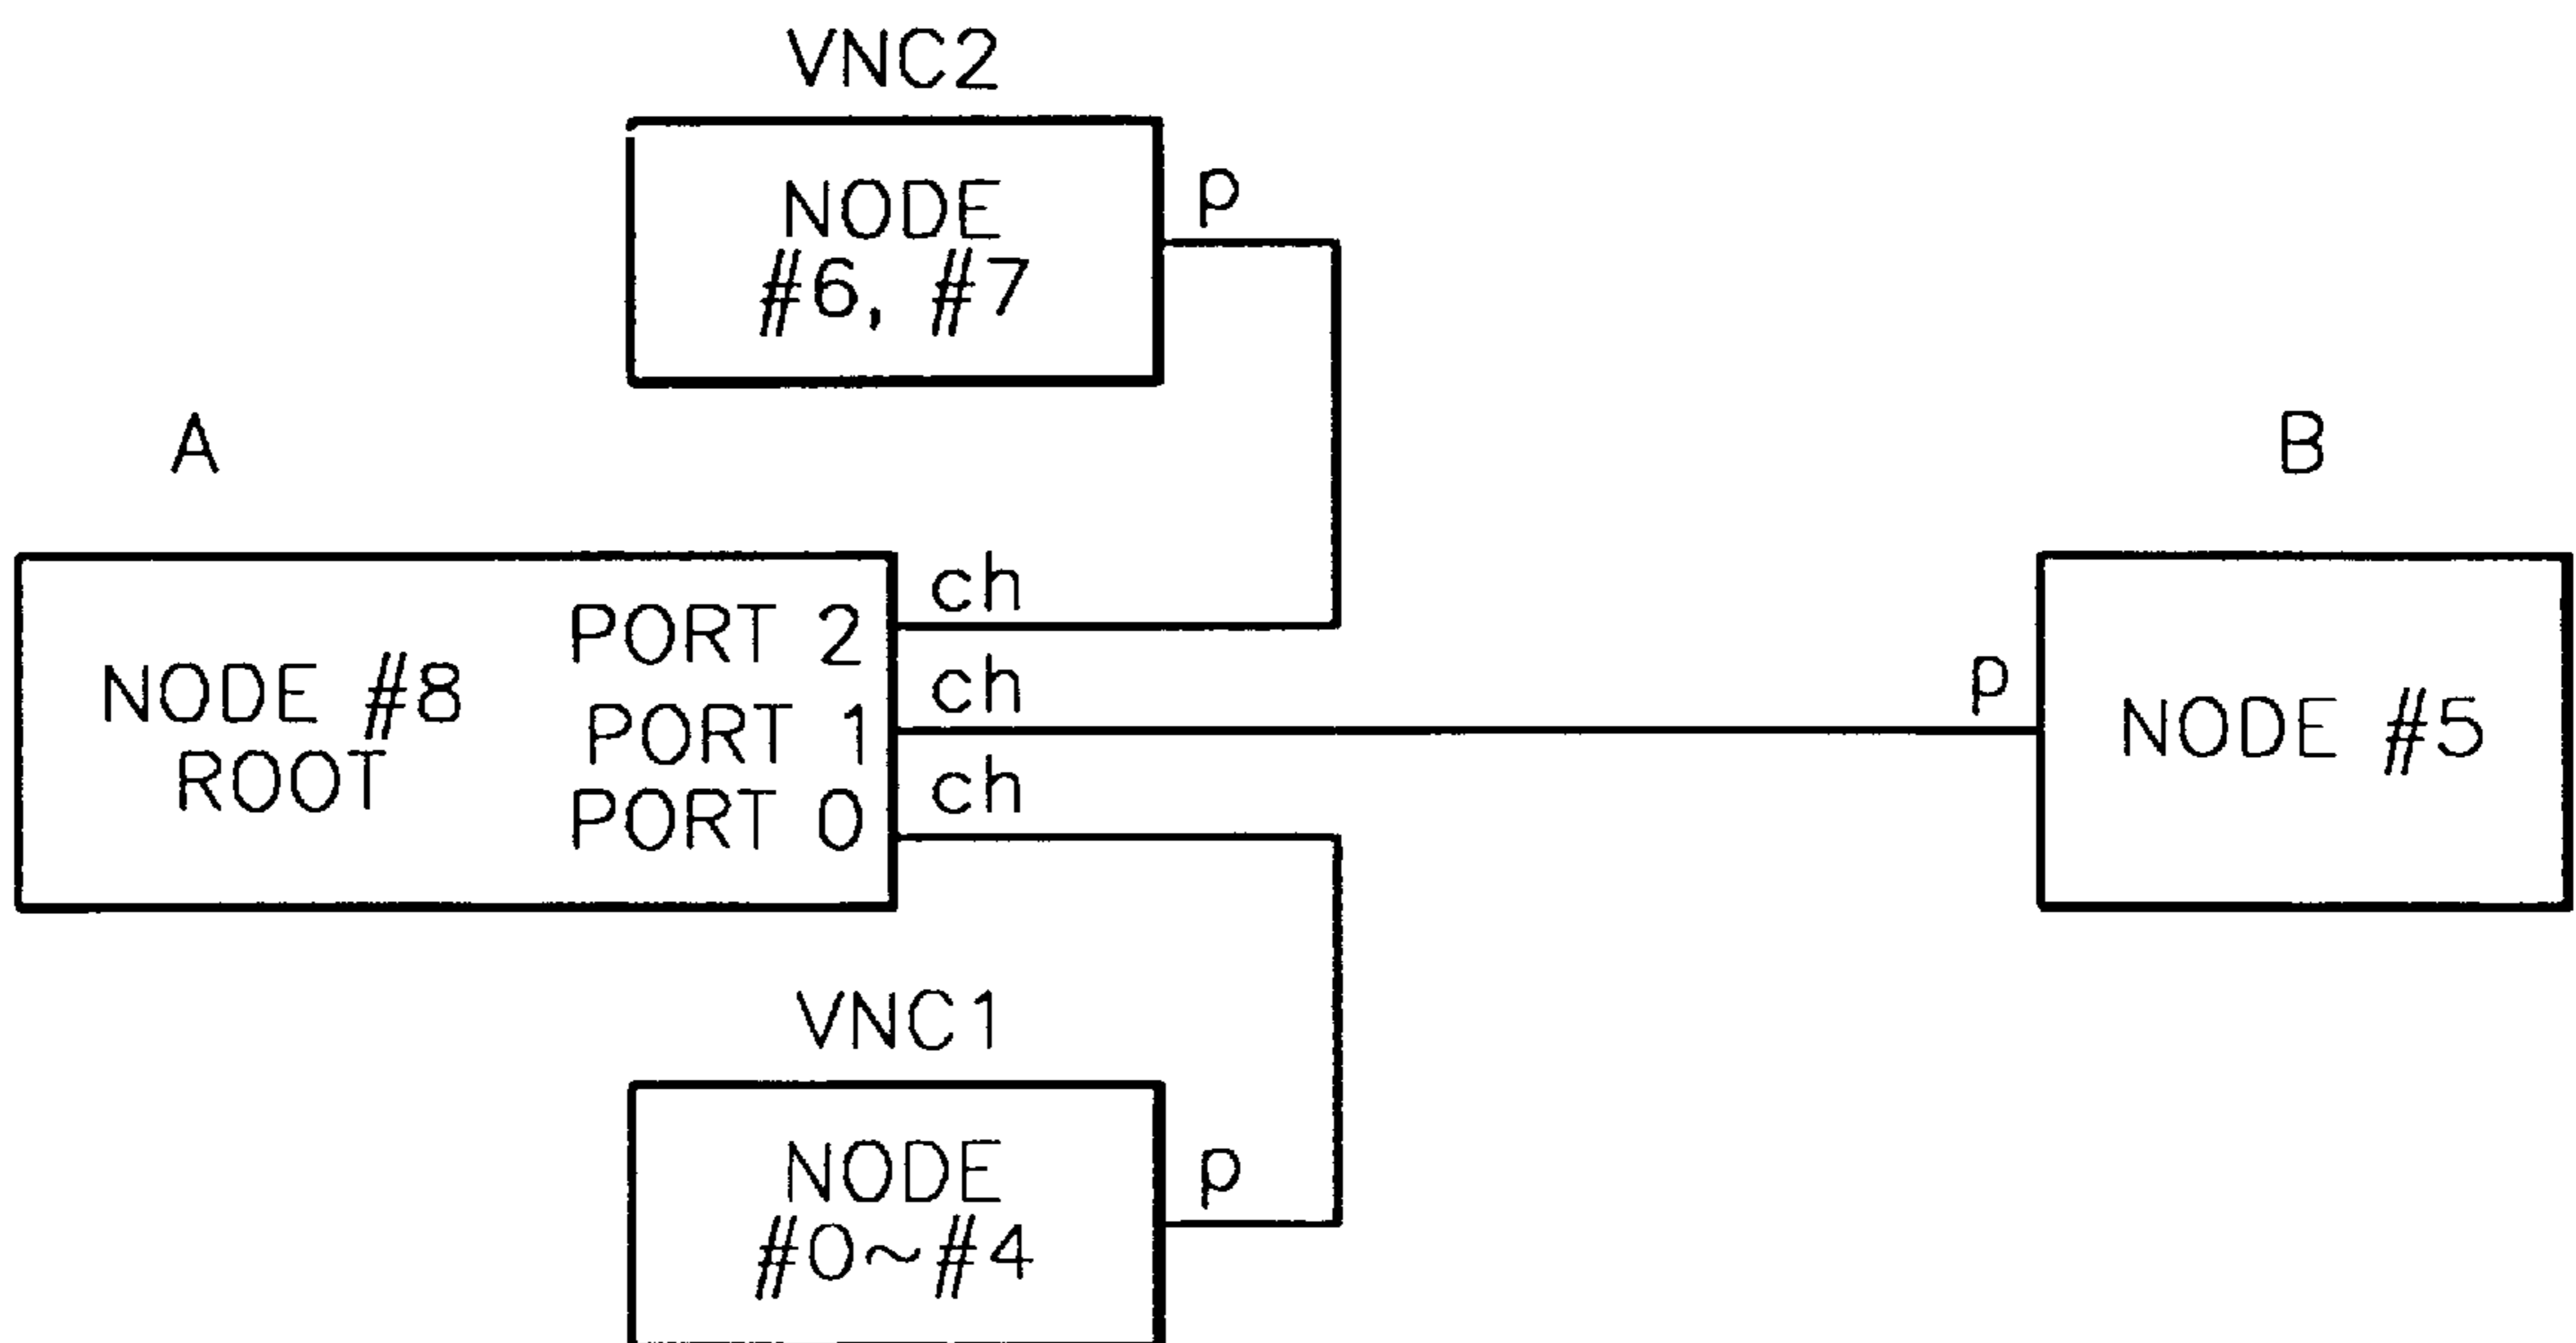 VNC2
NODE
#6, #7
p
A
B
ch
PORT 2
NODE #8
ROOT
ch
PORT 1
ch
PORT 0
p
NODE #5
VNC1
NODE
#0~#4
p